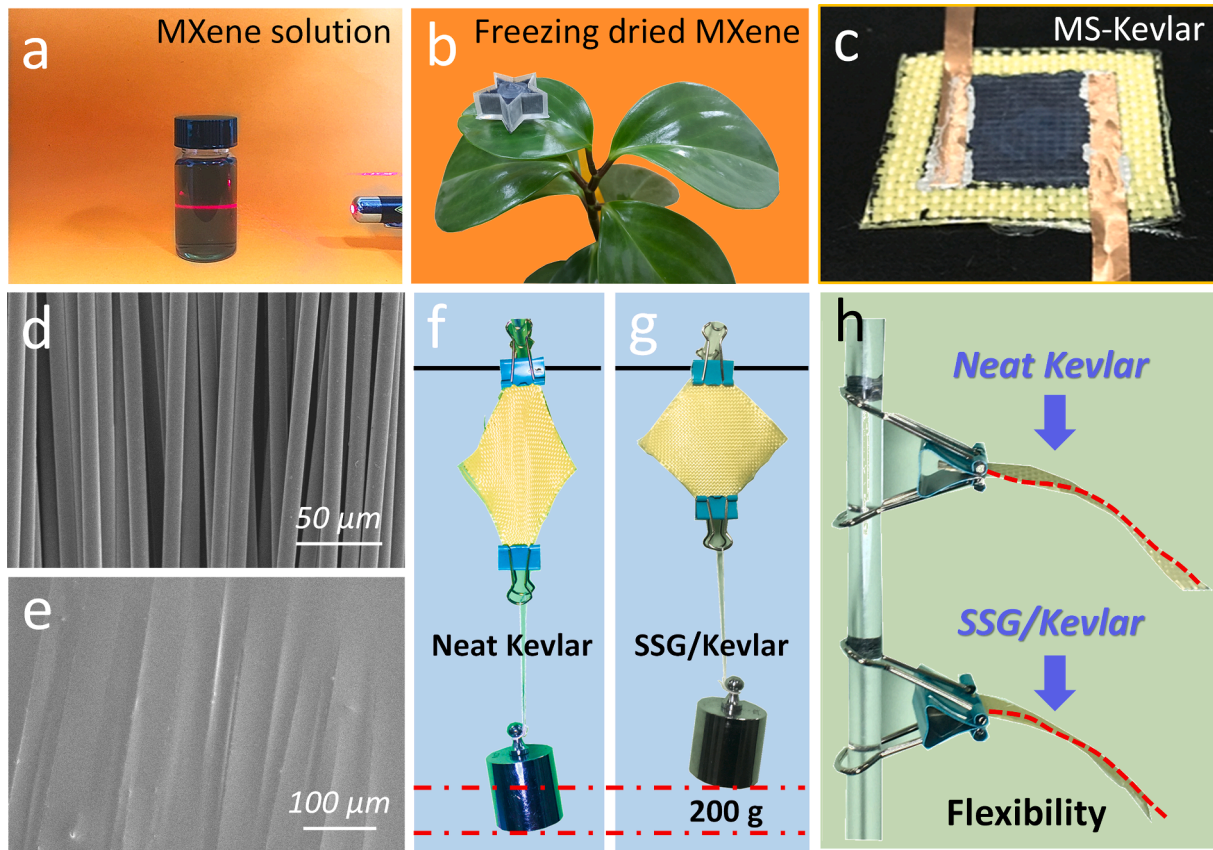 a
MXene solution
b
Freezing dried MXene
c
MS-Kevlar
d
50 μm
e
100 μm
f
Neat Kevlar
g
SSG/Kevlar
200 g
h
Neat Kevlar
SSG/Kevlar
Flexibility